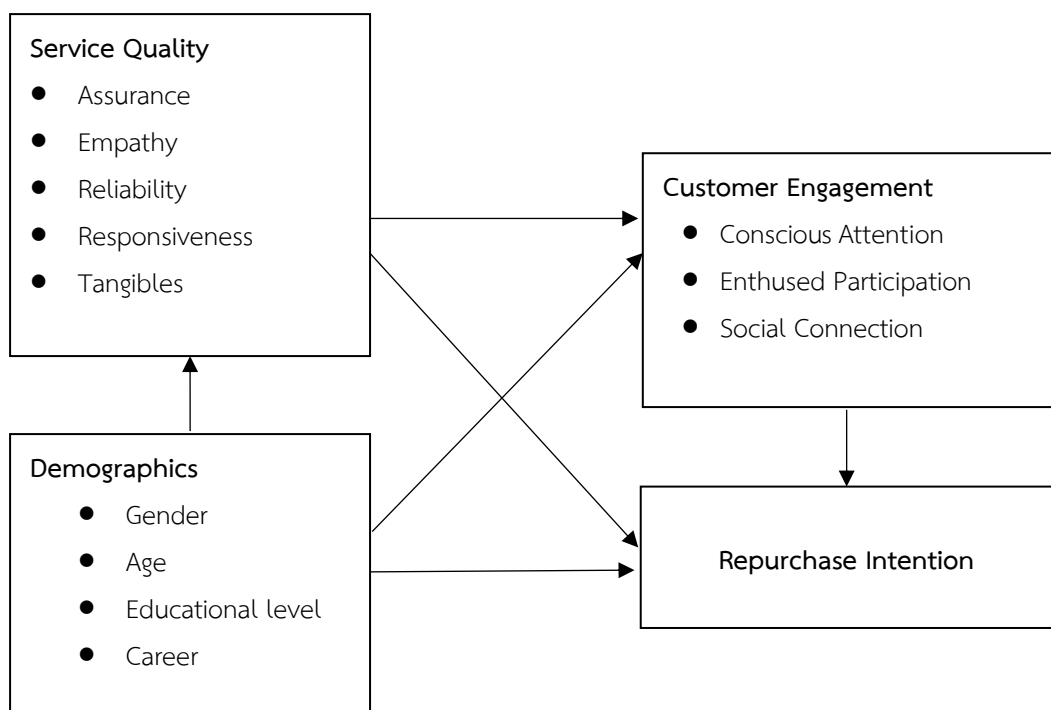 Service Quality
● Assurance
● Empathy
● Reliability
● Responsiveness
● Tangibles
Customer Engagement
● Conscious Attention
● Enthused Participation
● Social Connection
Demographics
● Gender
● Age
● Educational level
● Career
Repurchase Intention